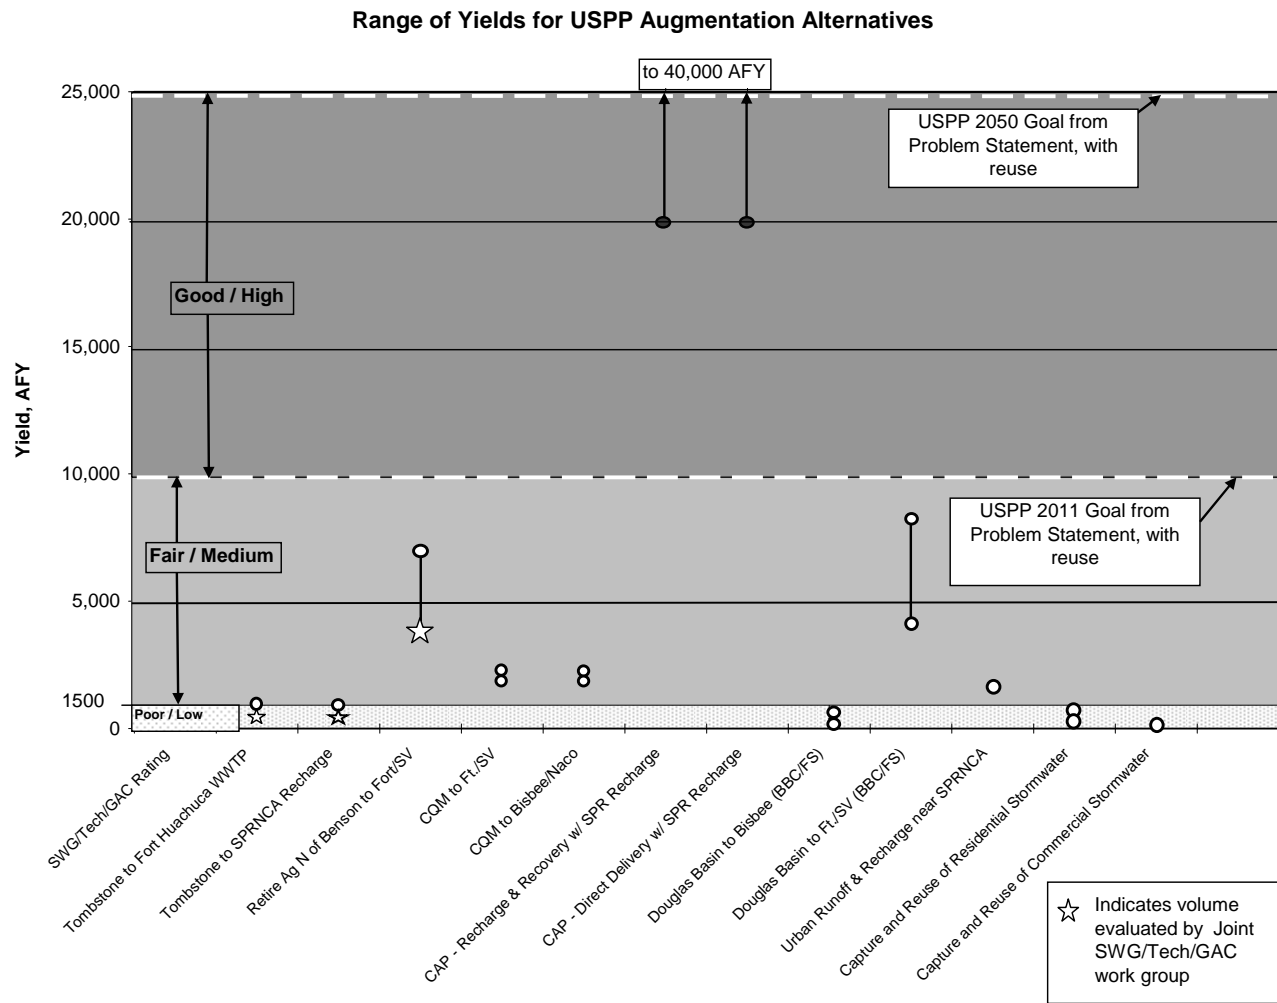 Range of Yields for USPP Augmentation Alternatives
to 40,000 AFY
25,000
USPP 2050 Goal from
Problem Statement, with
reuse
20,000
Good / High
15,000
Yield, AFY
10,000
USPP 2011 Goal from
Problem Statement, with
reuse
Fair / Medium
5,000
1500
Poor / Low
0
SWG/Tech/GAC Rating
Tombstone to Fort Huachuca WWTP
Tombstone to SPRNCA Recharge
Retire Ag N of Benson to Fort/SV
CQM to Ft./SV
CQM to Bisbee/Naco
CAP - Recharge & Recovery w/ SPR Recharge
CAP - Direct Delivery w/ SPR Recharge
Douglas Basin to Bisbee (BBC/FS)
Douglas Basin to Ft./SV (BBC/FS)
Urban Runoff & Recharge near SPRNCA
Capture and Reuse of Residential Stormwater
Capture and Reuse of Commercial Stormwater
Indicates volume
evaluated by Joint
SWG/Tech/GAC
work group